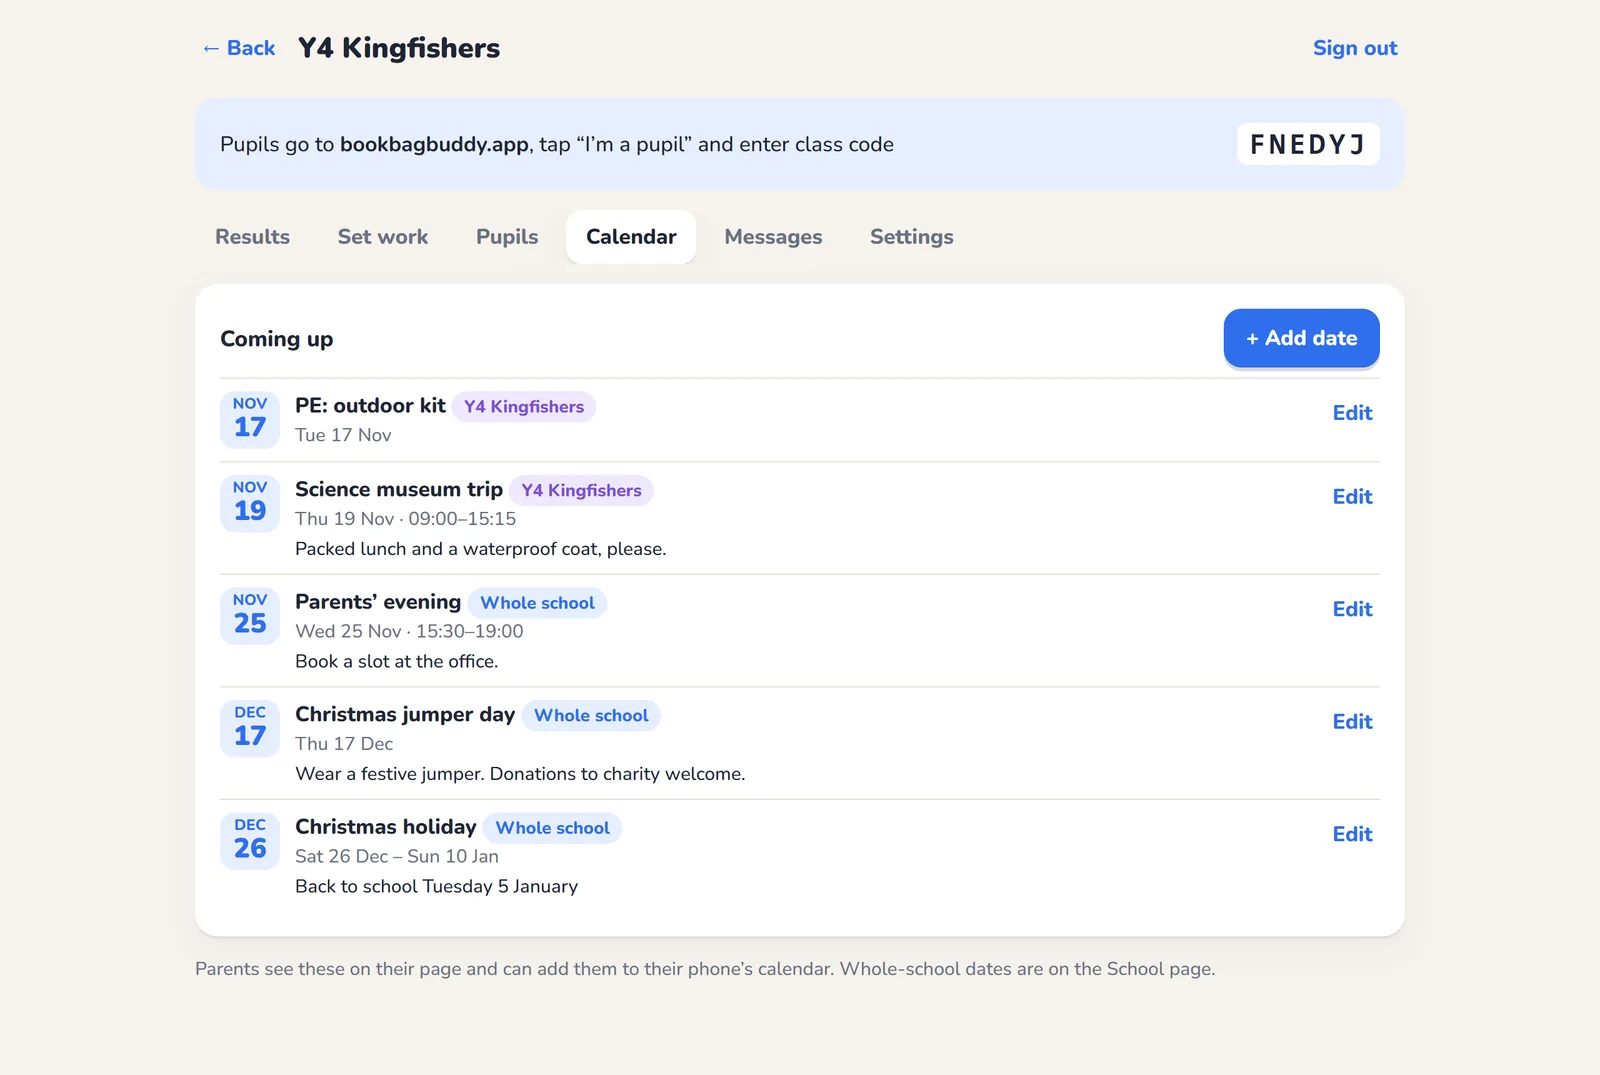 ← Back Y4 Kingfishers Sign out
Pupils go to bookbagbuddy.app, tap “I’m a pupil” and enter class code FNEDYJ
Results Set work Pupils Calendar Messages Settings
Coming up + Add date
NOV
17
PE: outdoor kit Y4 Kingfishers
Tue 17 Nov
Edit
NOV
19
Science museum trip Y4 Kingfishers
Thu 19 Nov · 09:00–15:15
Packed lunch and a waterproof coat, please.
Edit
NOV
25
Parents’ evening Whole school
Wed 25 Nov · 15:30–19:00
Book a slot at the office.
Edit
DEC
17
Christmas jumper day Whole school
Thu 17 Dec
Wear a festive jumper. Donations to charity welcome.
Edit
DEC
26
Christmas holiday Whole school
Sat 26 Dec – Sun 10 Jan
Back to school Tuesday 5 January
Edit
Parents see these on their page and can add them to their phone’s calendar. Whole-school dates are on the School page.